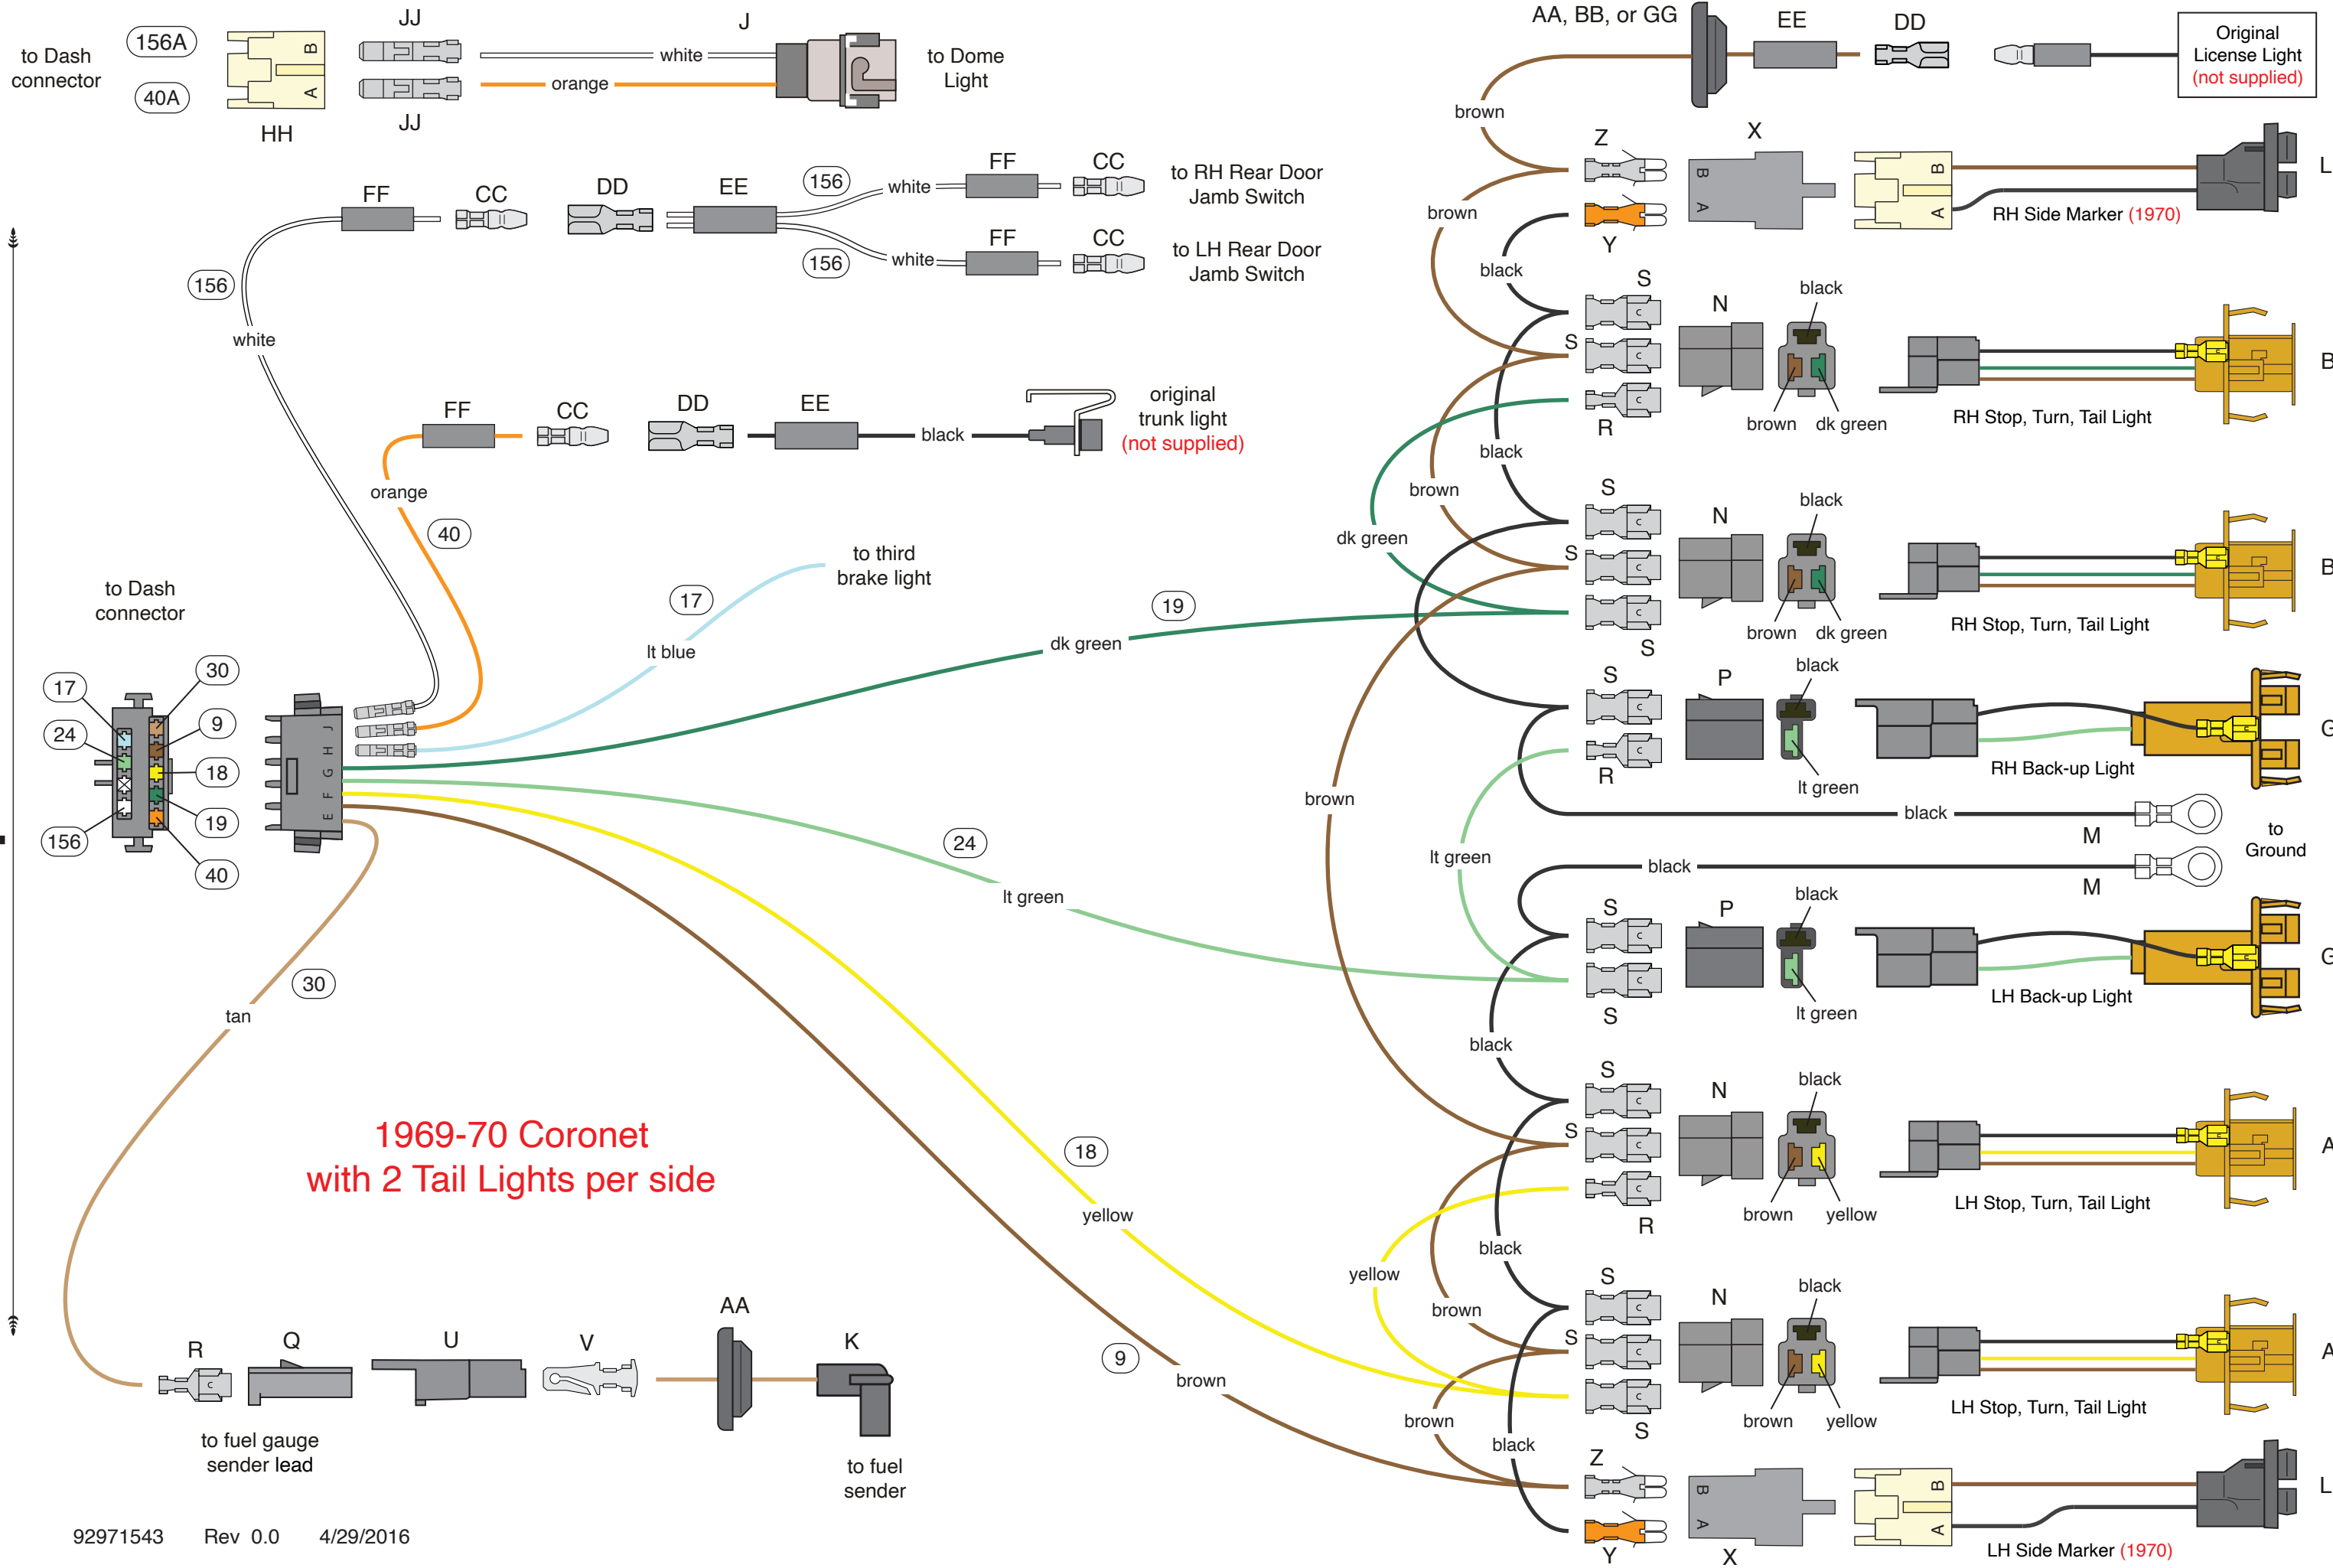 to Dash
connector
156A
40A
B
A
HH
JJ
JJ
white
orange
J
to Dome
Light
FF
CC
DD
EE
156
white
FF
CC
to RH Rear Door
Jamb Switch
156
white
FF
CC
to LH Rear Door
Jamb Switch
156
white
FF
CC
DD
EE
black
original
trunk light
(not supplied)
orange
40
to third
brake light
17
lt blue
19
dk green
to Dash
connector
17
24
156
30
9
18
19
40
J
H
G
F
E
24
lt green
30
tan
1969-70 Coronet
with 2 Tail Lights per side
18
yellow
9
brown
R
Q
U
V
AA
K
to fuel gauge
sender lead
to fuel
sender
92971543 Rev 0.0 4/29/2016
AA, BB, or GG
EE
DD
Original
License Light
(not supplied)
brown
Z
X
B
A
B
A
Y
RH Side Marker (1970)
L
brown
black
S
N
black
C
S
C
C
R
brown
dk green
RH Stop, Turn, Tail Light
B
black
brown
dk green
S
N
black
C
S
C
C
S
brown
dk green
RH Stop, Turn, Tail Light
B
S
P
black
C
C
R
lt green
RH Back-up Light
G
brown
black
M
to
Ground
lt green
black
M
S
P
black
C
C
S
lt green
LH Back-up Light
G
black
S
N
black
C
S
C
C
R
brown
yellow
LH Stop, Turn, Tail Light
A
black
yellow
brown
S
N
black
C
S
C
C
S
brown
yellow
LH Stop, Turn, Tail Light
A
brown
black
Z
B
A
B
A
Y
X
LH Side Marker (1970)
L